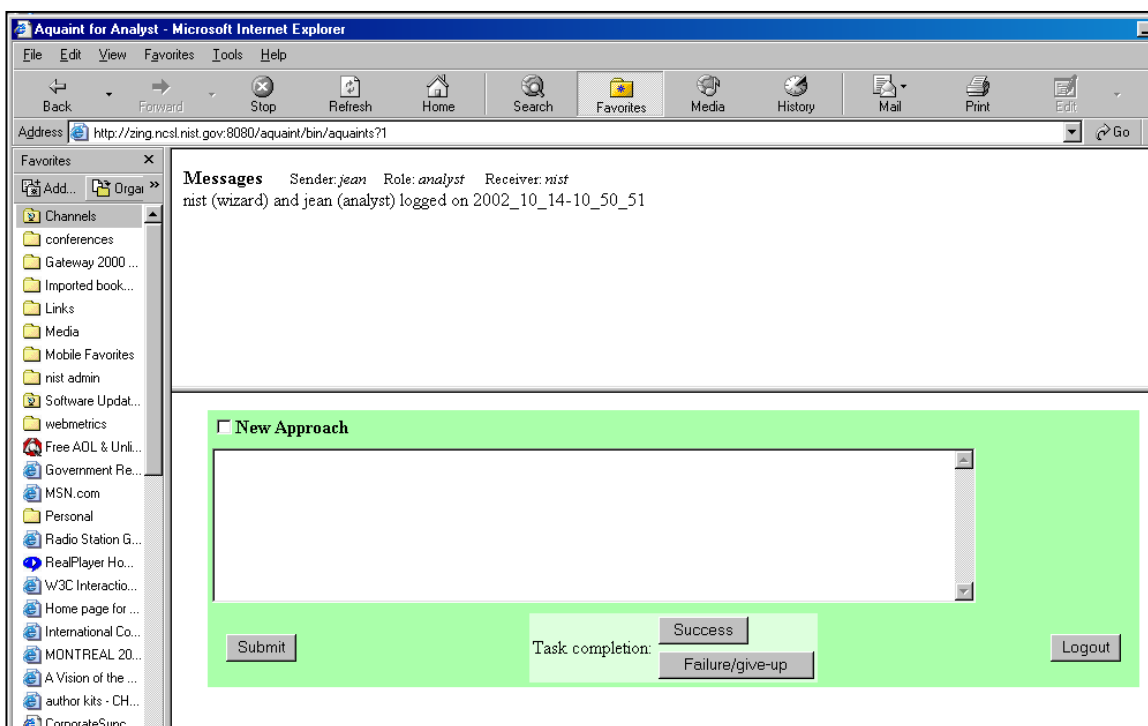 Aquaint for Analyst - Microsoft Internet Explorer
File Edit View Favorites Tools Help
Back Forward Stop Refresh Home Search Favorites Media History Mail Print Edit
Address http://zing.ncsl.nist.gov:8080/aquaint/bin/aquaints?1 Go
Favorites
Add... Orgai »
Channels
conferences
Gateway 2000 ...
Imported book...
Links
Media
Mobile Favorites
nist admin
Software Updat...
webmetrics
Free AOL & Unli...
Government Re...
MSN.com
Personal
Radio Station G...
RealPlayer Ho...
W3C Interactio...
Home page for ...
International Co...
MONTREAL 20...
A Vision of the ...
author kits - CH...
CorporateSunc
Messages Sender: jean Role: analyst Receiver: nist
nist (wizard) and jean (analyst) logged on 2002_10_14-10_50_51
New Approach
Submit
Task completion:
Success
Failure/give-up
Logout